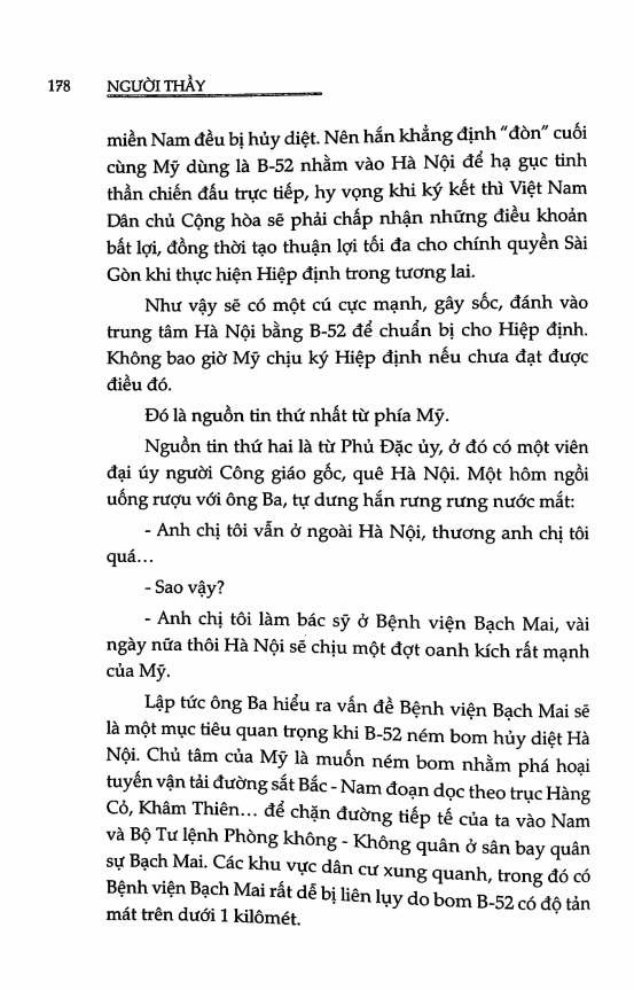 178 NGƯỜI THẦY
miền Nam đều bị hủy diệt. Nên hắn khẳng định "đòn" cuối
cùng Mỹ dùng là B-52 nhằm vào Hà Nội để hạ gục tinh
thần chiến đấu trực tiếp, hy vọng khi ký kết thì Việt Nam
Dân chủ Cộng hòa sẽ phải chấp nhận những điều khoản
bất lợi, đồng thời tạo thuận lợi tối đa cho chính quyền Sài
Gòn khi thực hiện Hiệp định trong tương lai.
Như vậy sẽ có một cú cực mạnh, gây sốc, đánh vào
trung tâm Hà Nội bằng B-52 để chuẩn bị cho Hiệp định.
Không bao giờ Mỹ chịu ký Hiệp định nếu chưa đạt được
điều đó.
Đó là nguồn tin thứ nhất từ phía Mỹ.
Nguồn tin thứ hai là từ Phủ Đặc ủy, ở đó có một viên
đại úy người Công giáo gốc, quê Hà Nội. Một hôm ngồi
uống rượu với ông Ba, tự dưng hắn rưng rưng nước mắt:
- Anh chị tôi vẫn ở ngoài Hà Nội, thương anh chị tôi
quá...
- Sao vậy?
- Anh chị tôi làm bác sỹ ở Bệnh viện Bạch Mai, vài
ngày nữa thôi Hà Nội sẽ chịu một đợt oanh kích rất mạnh
của Mỹ.
Lập tức ông Ba hiểu ra vấn đề Bệnh viện Bạch Mai sẽ
là một mục tiêu quan trọng khi B-52 ném bom hủy diệt Hà
Nội. Chủ tâm của Mỹ là muốn ném bom nhằm phá hoại
tuyến vận tải đường sắt Bắc - Nam đoạn dọc theo trục Hàng
Cỏ, Khâm Thiên... để chặn đường tiếp tế của ta vào Nam
và Bộ Tư lệnh Phòng không - Không quân ở sân bay quân
sự Bạch Mai. Các khu vực dân cư xung quanh, trong đó có
Bệnh viện Bạch Mai rất dễ bị liên lụy do bom B-52 có độ tản
mát trên dưới 1 kilômét.